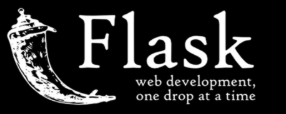 Flask
web development,
one drop at a time